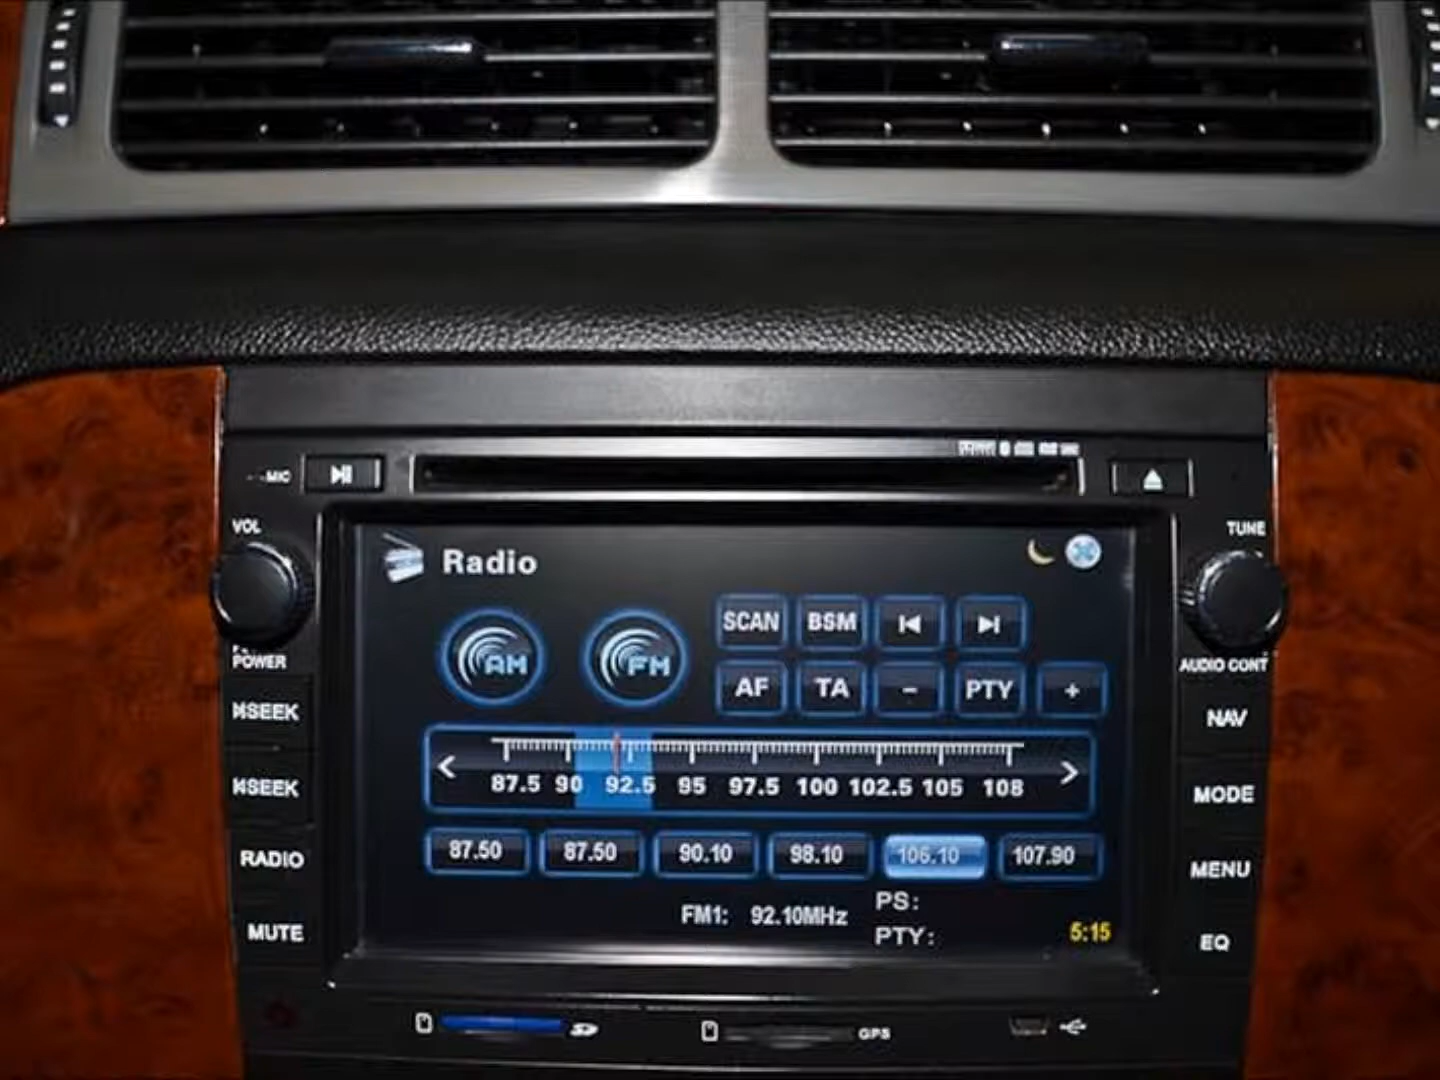 MIC
VOL
TUNE
Radio
AM
FM
SCAN BSM
AF TA - PTY +
POWER
AUDIO CONT
SEEK
NAV
87.5 90 92.5 95 97.5 100 102.5 105 108
SEEK
MODE
87.50 87.50 90.10 98.10 106.10 107.90
RADIO
MENU
FM1: 92.10MHz
PS:
PTY:
5:15
MUTE
EQ
GPS